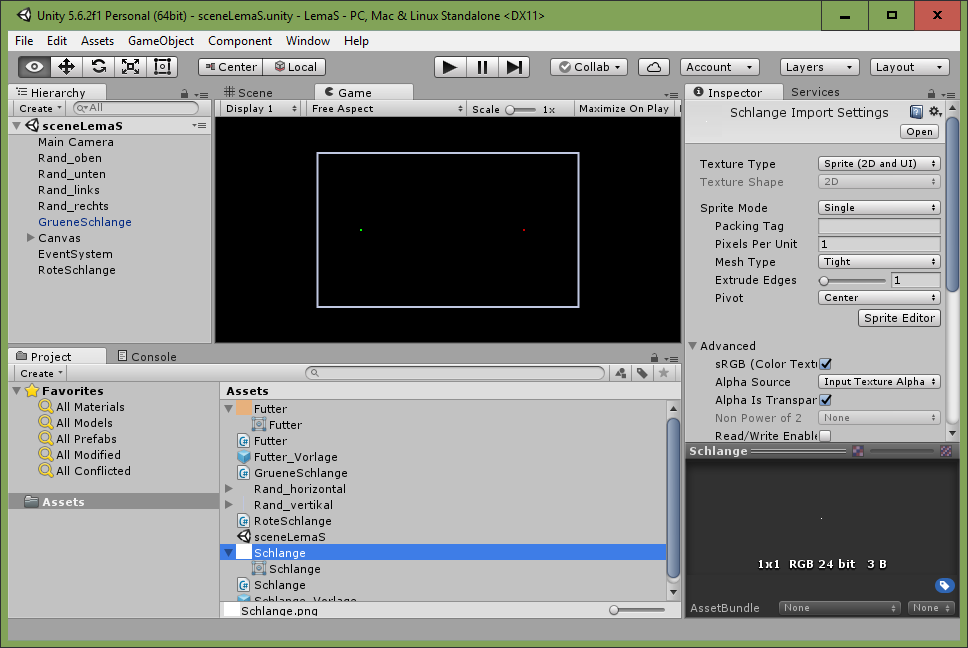 Unity 5.6.2f1 Personal (64bit) - sceneLemaS.unity - LemaS - PC, Mac & Linux Standalone <DX11>
File Edit Assets GameObject Component Window Help
Center Local Collab Account Layers Layout
Hierarchy
Create All
sceneLemaS
Main Camera
Rand_oben
Rand_unten
Rand_links
Rand_rechts
GrueneSchlange
Canvas
EventSystem
RoteSchlange
Scene Game
Display 1 Free Aspect Scale 1x Maximize On Play
Inspector Services
Schlange Import Settings
Open
Texture Type Sprite (2D and UI)
Texture Shape 2D
Sprite Mode Single
Packing Tag
Pixels Per Unit 1
Mesh Type Tight
Extrude Edges 1
Pivot Center
Sprite Editor
Advanced
sRGB (Color Text
Alpha Source Input Texture Alpha
Alpha Is Transpar
Non Power of 2 None
Read/Write Enable
Project Console
Create
Favorites
All Materials
All Models
All Prefabs
All Modified
All Conflicted
Assets
Assets
Futter
Futter
Futter
Futter_Vorlage
GrueneSchlange
Rand_horizontal
Rand_vertikal
RoteSchlange
sceneLemaS
Schlange
Schlange
Schlange
Schlange_Vorlage
Schlange.png
Schlange
1x1 RGB 24 bit 3 B
AssetBundle None None